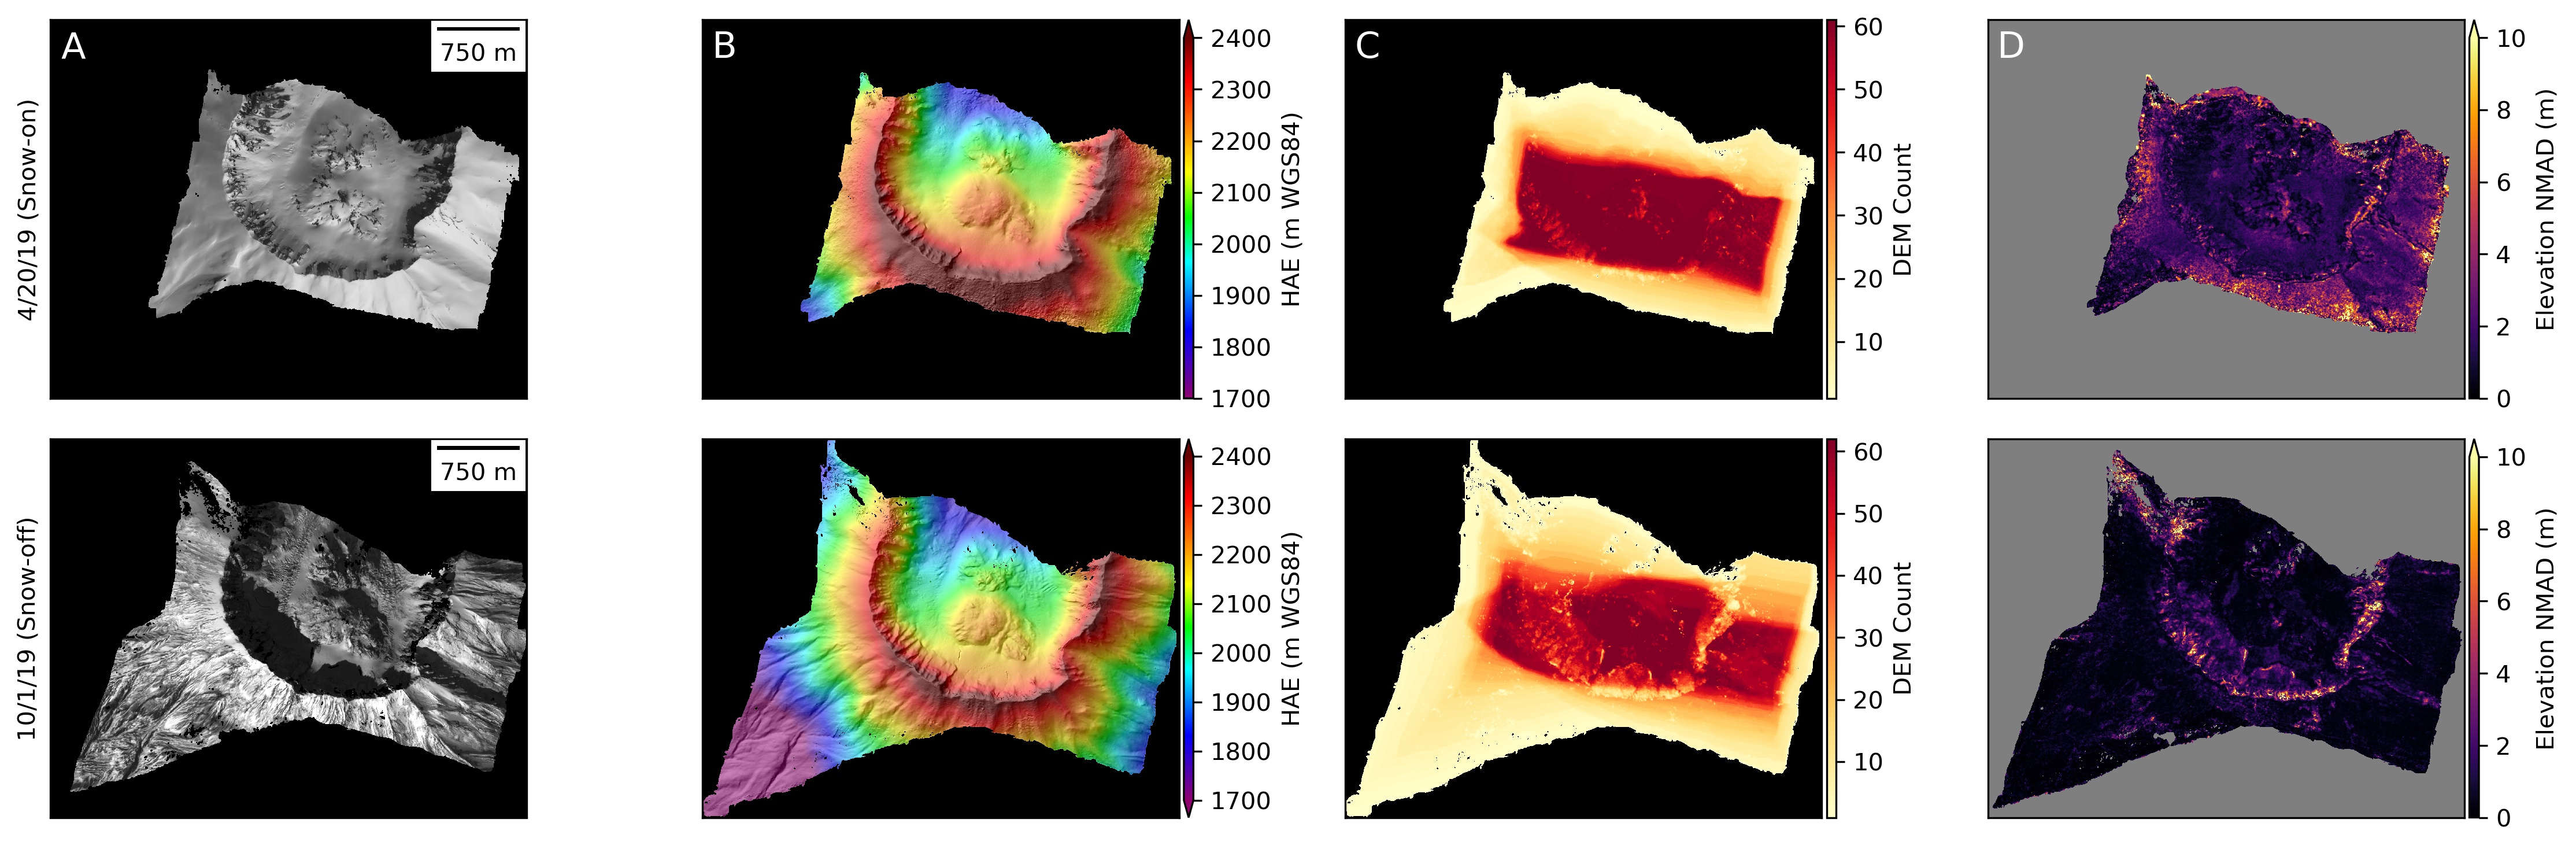 4/20/19 (Snow-on)
A
750 m
B
2400
2300
2200
2100
2000
1900
1800
1700
HAE (m WGS84)
C
60
50
40
30
20
10
DEM Count
D
10
8
6
4
2
0
Elevation NMAD (m)
10/1/19 (Snow-off)
750 m
2400
2300
2200
2100
2000
1900
1800
1700
HAE (m WGS84)
60
50
40
30
20
10
DEM Count
10
8
6
4
2
0
Elevation NMAD (m)